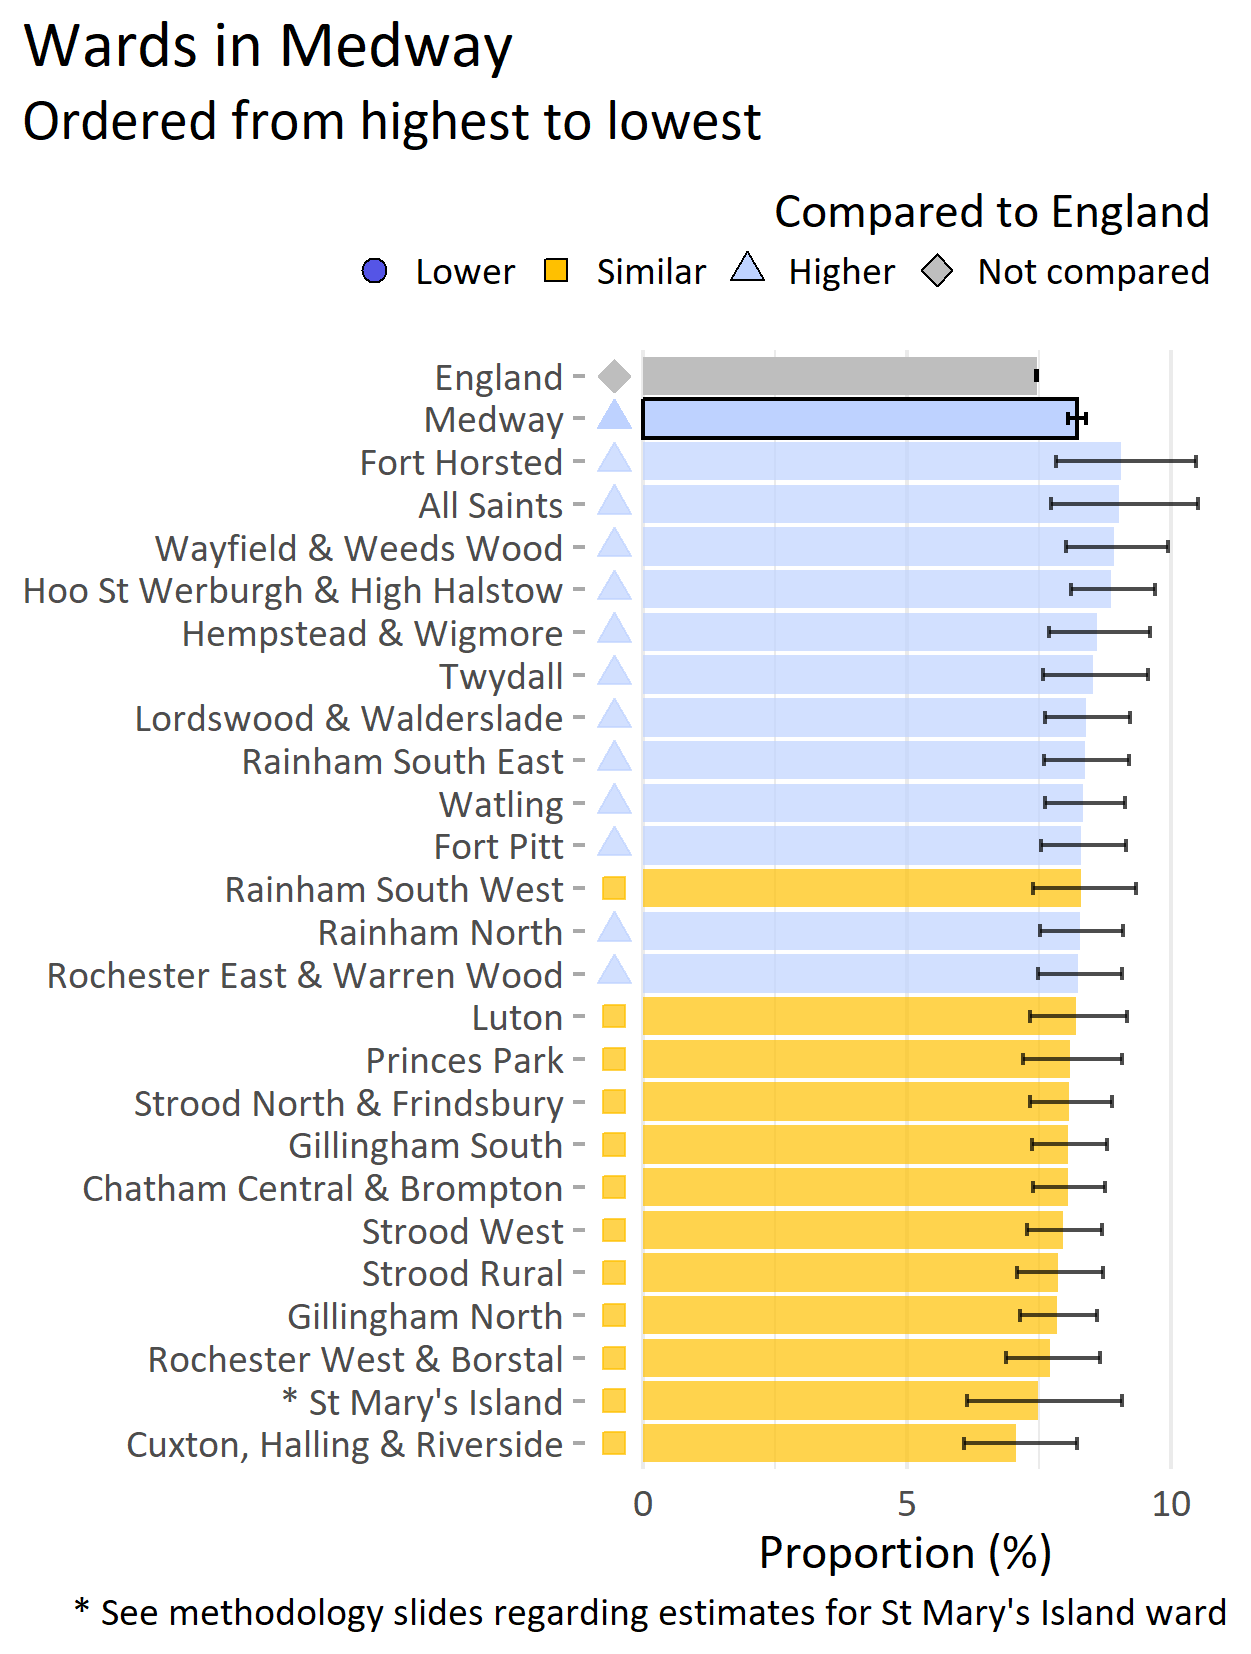 Wards in Medway
Ordered from highest to lowest
Compared to England
Lower Similar Higher Not compared
England
Medway
Fort Horsted
All Saints
Wayfield & Weeds Wood
Hoo St Werburgh & High Halstow
Hempstead & Wigmore
Twydall
Lordswood & Walderslade
Rainham South East
Watling
Fort Pitt
Rainham South West
Rainham North
Rochester East & Warren Wood
Luton
Princes Park
Strood North & Frindsbury
Gillingham South
Chatham Central & Brompton
Strood West
Strood Rural
Gillingham North
Rochester West & Borstal
* St Mary's Island
Cuxton, Halling & Riverside
0 5 10
Proportion (%)
* See methodology slides regarding estimates for St Mary's Island ward